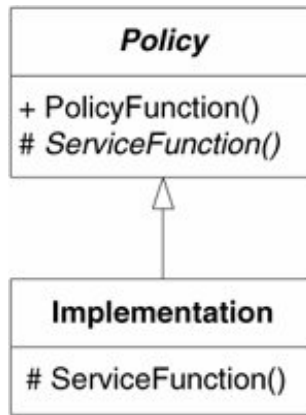 Policy
+ PolicyFunction()
# ServiceFunction()
Implementation
# ServiceFunction()